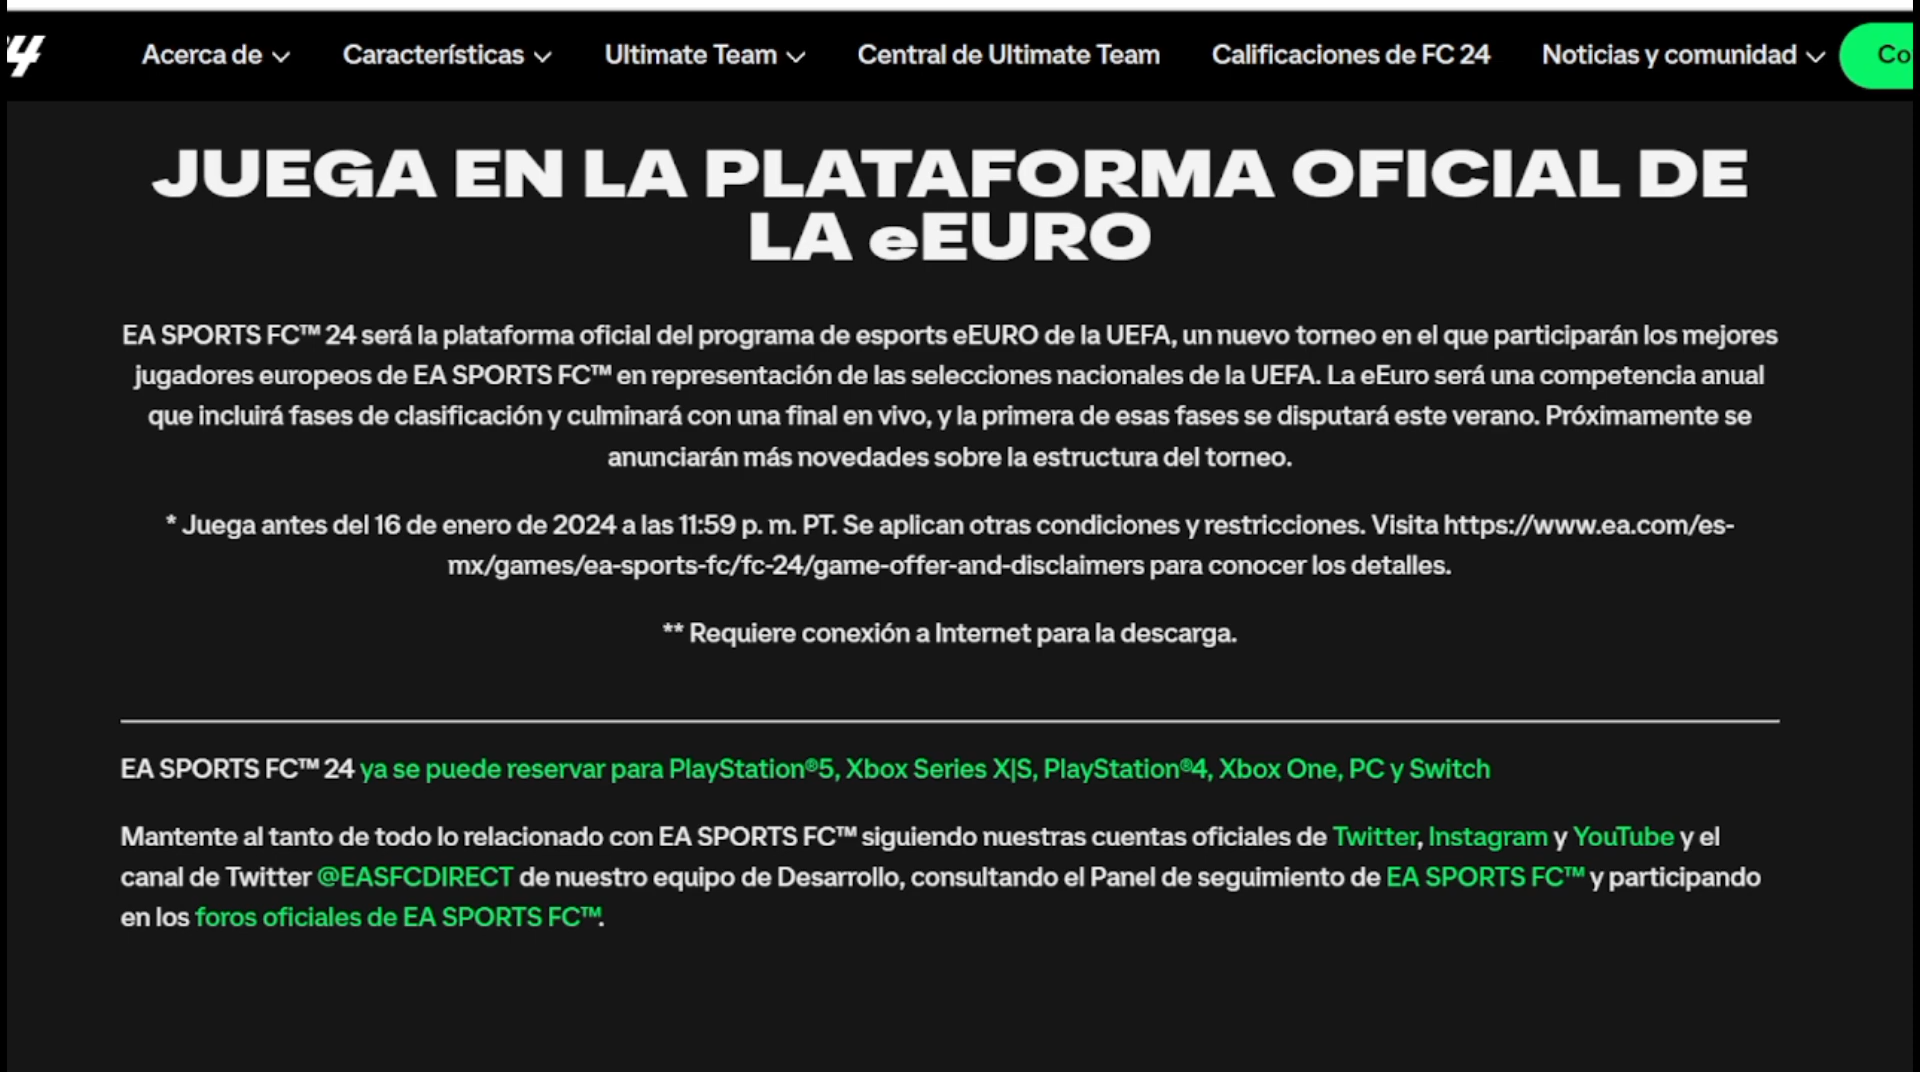 24
Acerca de
Características
Ultimate Team
Central de Ultimate Team
Calificaciones de FC 24
Noticias y comunidad
Co
JUEGA EN LA PLATAFORMA OFICIAL DE
LA eEURO
EA SPORTS FC™ 24 será la plataforma oficial del programa de esports eEURO de la UEFA, un nuevo torneo en el que participarán los mejores
jugadores europeos de EA SPORTS FC™ en representación de las selecciones nacionales de la UEFA. La eEuro será una competencia anual
que incluirá fases de clasificación y culminará con una final en vivo, y la primera de esas fases se disputará este verano. Próximamente se
anunciarán más novedades sobre la estructura del torneo.
* Juega antes del 16 de enero de 2024 a las 11:59 p. m. PT. Se aplican otras condiciones y restricciones. Visita https://www.ea.com/es-
mx/games/ea-sports-fc/fc-24/game-offer-and-disclaimers para conocer los detalles.
** Requiere conexión a Internet para la descarga.
EA SPORTS FC™ 24 ya se puede reservar para PlayStation®5, Xbox Series X|S, PlayStation®4, Xbox One, PC y Switch
Mantente al tanto de todo lo relacionado con EA SPORTS FC™ siguiendo nuestras cuentas oficiales de Twitter, Instagram y YouTube y el
canal de Twitter @EASFCDIRECT de nuestro equipo de Desarrollo, consultando el Panel de seguimiento de EA SPORTS FC™ y participando
en los foros oficiales de EA SPORTS FC™.